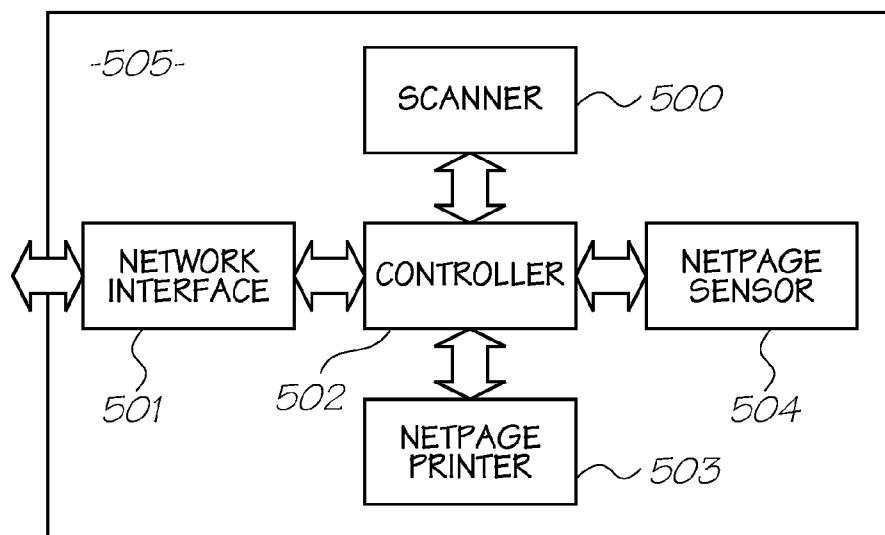 -505-
SCANNER
500
NETWORK
INTERFACE
CONTROLLER
NETPAGE
SENSOR
501
502
504
NETPAGE
PRINTER
503